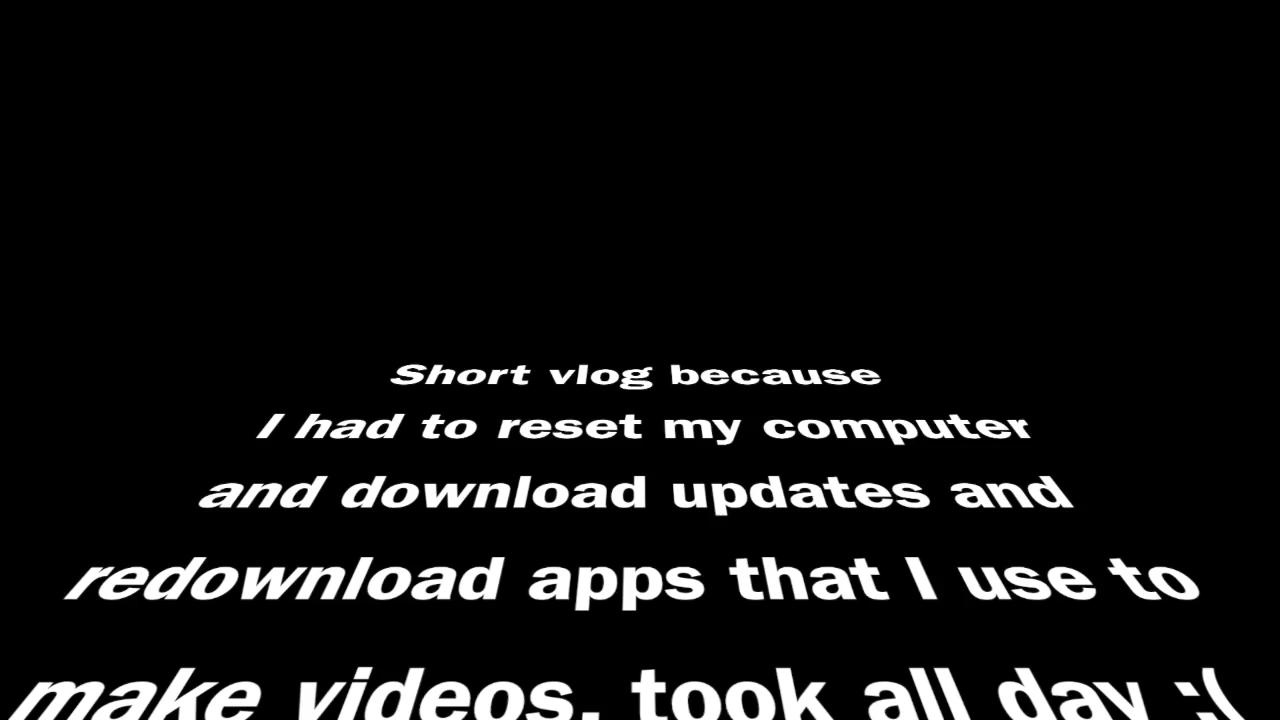 Short vlog because
I had to reset my computer
and download updates and
redownload apps that I use to
make videos, took all day :(